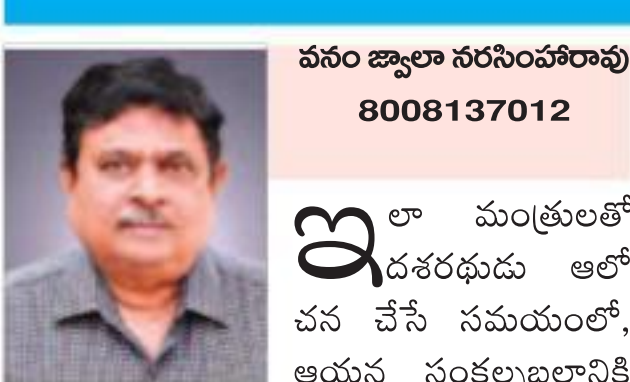 వనం జ్వాలా నరసింహారావు
8008137012
ఇలా మంత్రులతో
దశరథుడు ఆలో
చన చేసే సమయంలో,
ఆయన సంకల్పబలానికి